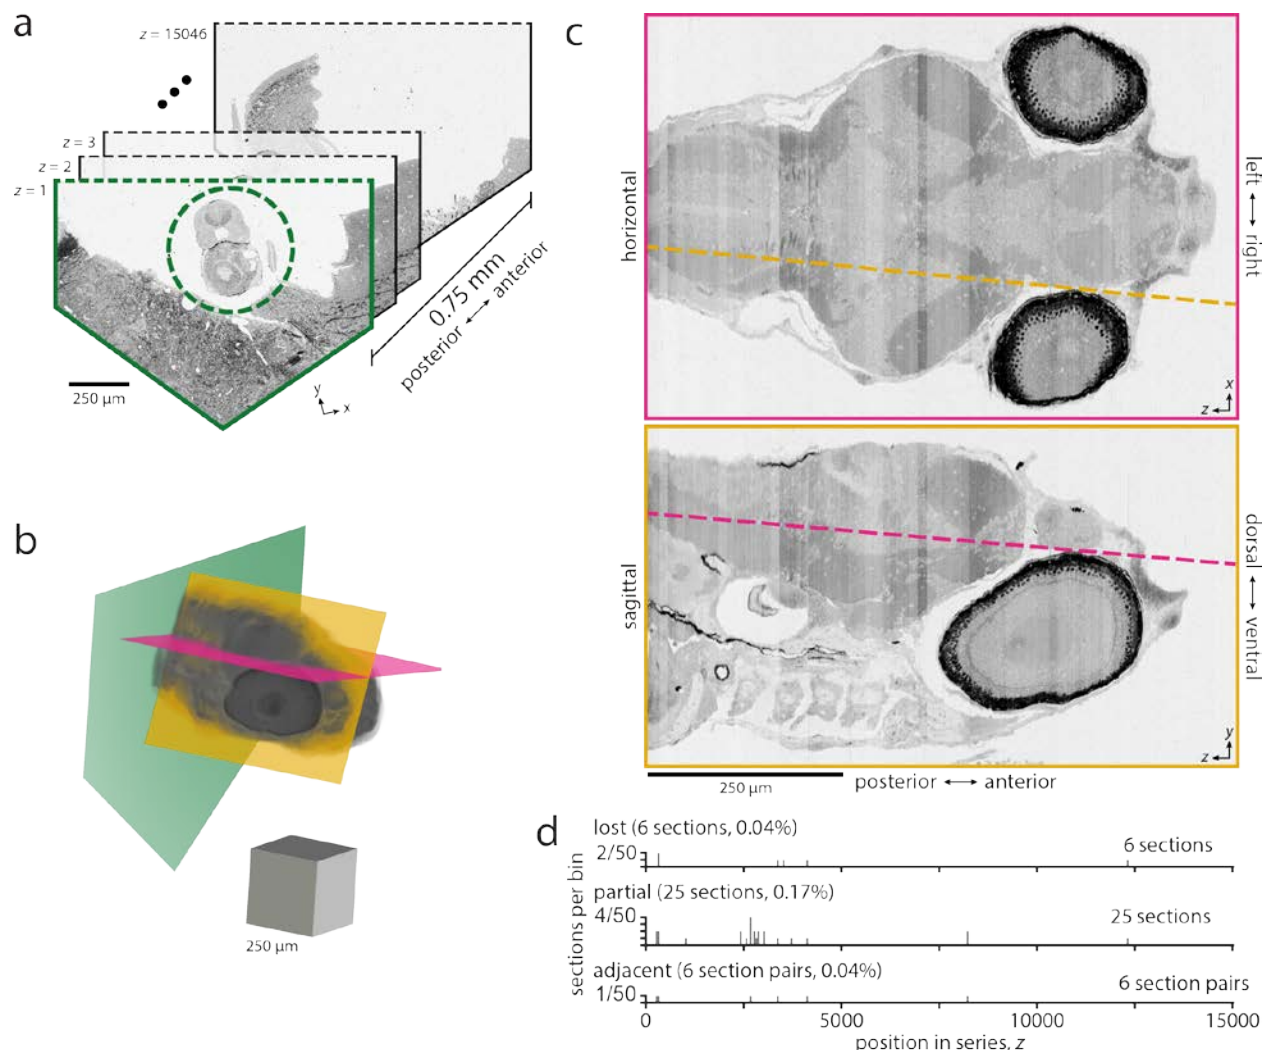 a
z = 15046
z = 3
z = 2
z = 1
0.75 mm
posterior ↔ anterior
250 µm
y
x
b
250 µm
c
horizontal
left ↔ right
x
z
sagittal
dorsal ↔ ventral
y
z
250 µm
posterior ↔ anterior
d
sections per bin
lost (6 sections, 0.04%)
2/50
6 sections
partial (25 sections, 0.17%)
4/50
25 sections
adjacent (6 section pairs, 0.04%)
1/50
6 section pairs
0 5000 10000 15000
position in series, z